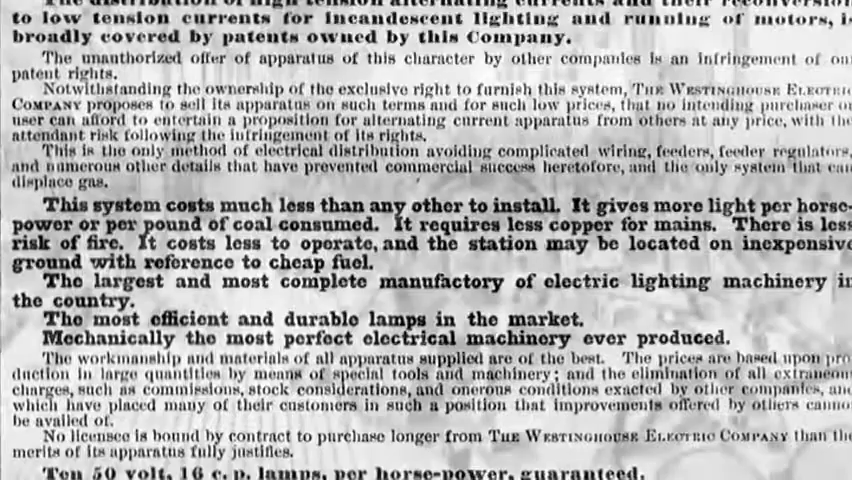 The distribution of high tension alternating currents and their reconversion
to low tension currents for incandescent lighting and running of motors, i
broadly covered by patents owned by this Company.
The unauthorized offer of apparatus of this character by other companies is an infringement of our
patent rights.
Notwithstanding the ownership of the exclusive right to furnish this system, THE WESTINGHOUSE ELECTRIC
COMPANY proposes to sell its apparatus on such terms and for such low prices, that no intending purchaser or
user can afford to entertain a proposition for alternating current apparatus from others at any price, with the
attendant risk following the infringement of its rights.
This is the only method of electrical distribution avoiding complicated wiring, feeders, feeder regulators,
and numerous other details that have prevented commercial success heretofore, and the only system that can
displace gas.
This system costs much less than any other to install. It gives more light per horse-
power or per pound of coal consumed. It requires less copper for mains. There is less
risk of fire. It costs less to operate, and the station may be located on inexpensive
ground with reference to cheap fuel.
The largest and most complete manufactory of electric lighting machinery in
the country.
The most efficient and durable lamps in the market.
Mechanically the most perfect electrical machinery ever produced.
The workmanship and materials of all apparatus supplied are of the best. The prices are based upon pro
duction in large quantities by means of special tools and machinery; and the elimination of all extraneou
charges, such as commissions, stock considerations, and onerous conditions exacted by other companies, and
which have placed many of their customers in such a position that improvements offered by others canno
be availed of.
No licensee is bound by contract to purchase longer from THE WESTINGHOUSE ELECTRIC COMPANY than the
merits of its apparatus fully justifies.
Ten 50 volt, 16 c. p. lamps, per horse-power, guaranteed.